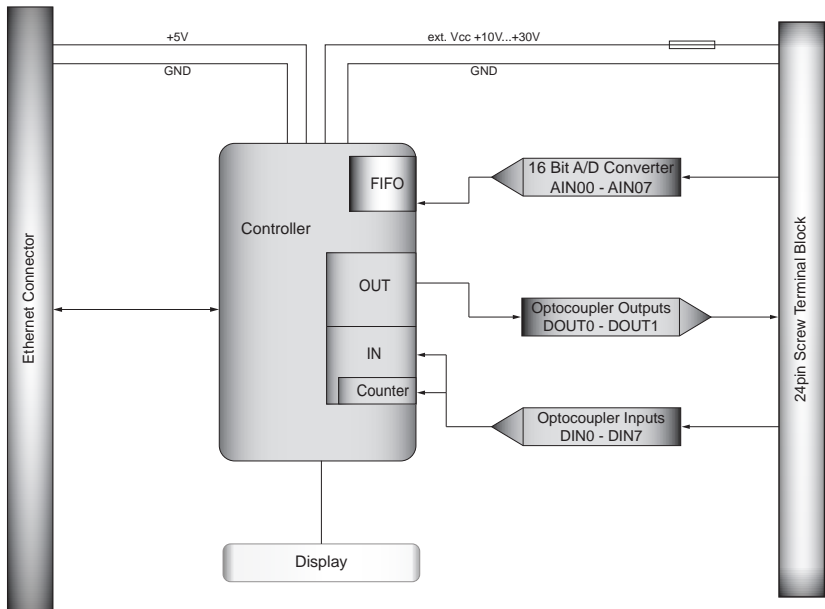 +5V
ext. Vcc +10V...+30V
GND
GND
16 Bit A/D Converter
AIN00 - AIN07
FIFO
Controller
OUT
Optocoupler Outputs
DOUT0 - DOUT1
IN
Counter
Optocoupler Inputs
DIN0 - DIN7
Display
Ethernet Connector
24pin Screw Terminal Block